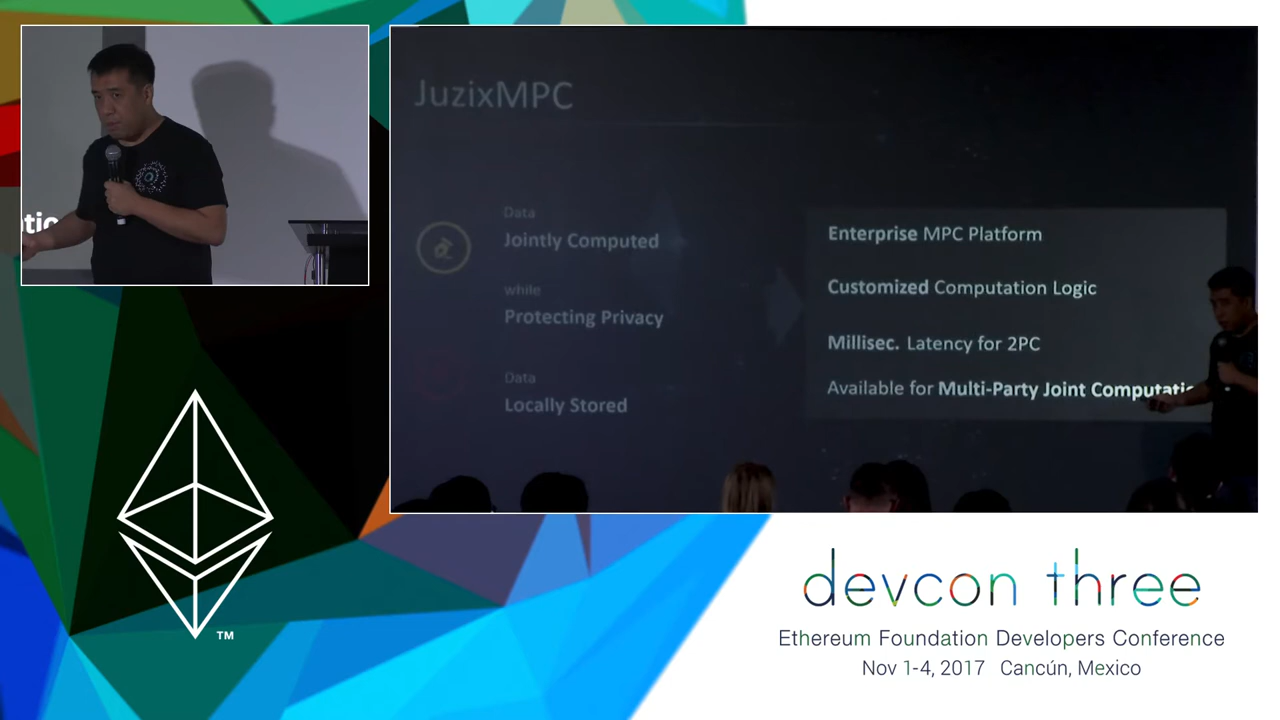 tio
JuzixMPC
Data
Jointly Computed
while
Protecting Privacy
Data
Locally Stored
Enterprise MPC Platform
Customized Computation Logic
Millisec. Latency for 2PC
Available for Multi-Party Joint Computatio
TM
devcon three
Ethereum Foundation Developers Conference
Nov 1-4, 2017 Cancún, Mexico